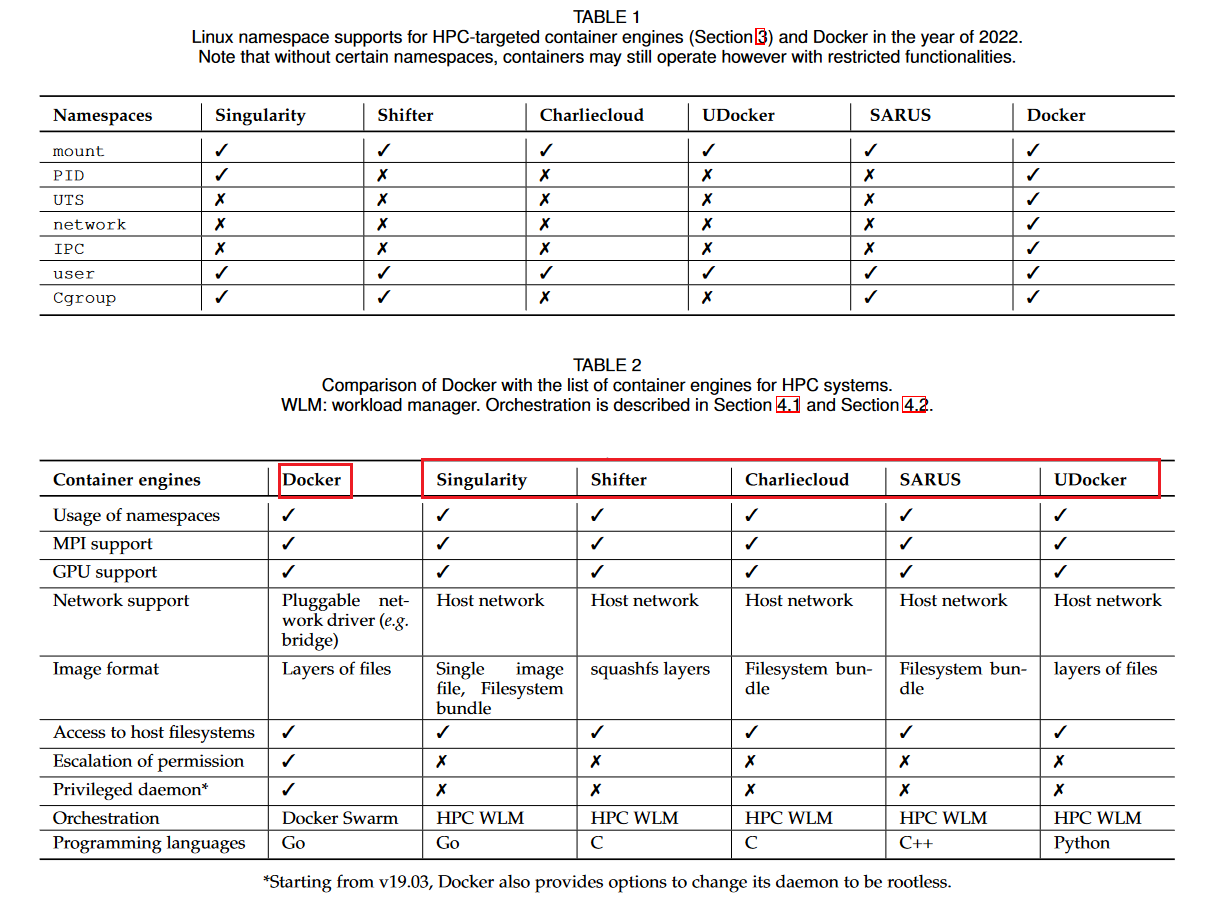 TABLE 1
Linux namespace supports for HPC-targeted container engines (Section 3) and Docker in the year of 2022.
Note that without certain namespaces, containers may still operate however with restricted functionalities.
Namespaces Singularity Shifter Charliecloud UDocker SARUS Docker
mount ✓ ✓ ✓ ✓ ✓ ✓
PID ✓ ✗ ✗ ✗ ✗ ✓
UTS ✗ ✗ ✗ ✗ ✗ ✓
network ✗ ✗ ✗ ✗ ✗ ✓
IPC ✗ ✗ ✗ ✗ ✗ ✓
user ✓ ✓ ✓ ✓ ✓ ✓
Cgroup ✓ ✓ ✗ ✗ ✓ ✓
TABLE 2
Comparison of Docker with the list of container engines for HPC systems.
WLM: workload manager. Orchestration is described in Section 4.1 and Section 4.2.
Container engines Docker Singularity Shifter Charliecloud SARUS UDocker
Usage of namespaces ✓ ✓ ✓ ✓ ✓ ✓
MPI support ✓ ✓ ✓ ✓ ✓ ✓
GPU support ✓ ✓ ✓ ✓ ✓ ✓
Network support Pluggable net- Host network Host network Host network Host network Host network
work driver (e.g.
bridge)
Image format Layers of files Single image squashfs layers Filesystem bun- Filesystem bun- layers of files
file, Filesystem dle dle
bundle
Access to host filesystems ✓ ✓ ✓ ✓ ✓ ✓
Escalation of permission ✓ ✗ ✗ ✗ ✗ ✗
Privileged daemon* ✓ ✗ ✗ ✗ ✗ ✗
Orchestration Docker Swarm HPC WLM HPC WLM HPC WLM HPC WLM HPC WLM
Programming languages Go Go C C C++ Python
*Starting from v19.03, Docker also provides options to change its daemon to be rootless.